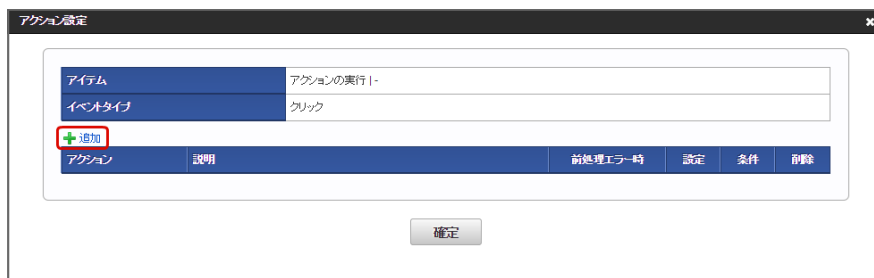 アクション設定
アイテム アクションの実行 | -
イベントタイプ クリック
追加
アクション 説明 前処理エラー時 設定 条件 削除
確定